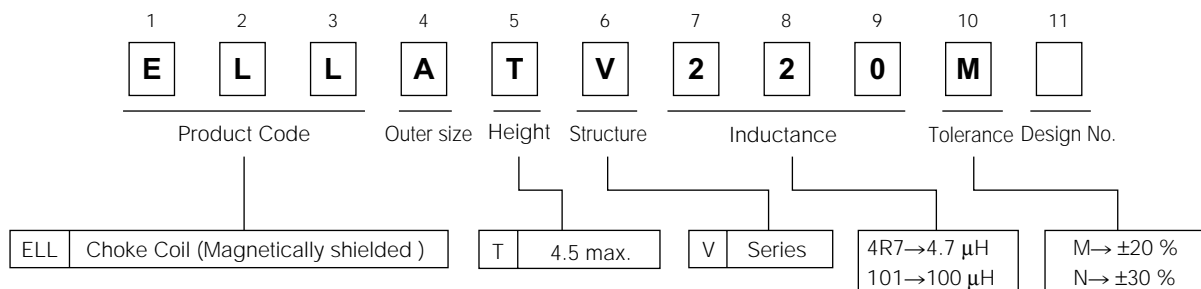 1 2 3 4 5 6 7 8 9 10 11
E L L A T V 2 2 0 M
Product Code Outer size Height Structure Inductance Tolerance Design No.
ELL Choke Coil (Magnetically shielded ) T 4.5 max. V Series 4R7→4.7 μH M→ ±20 %
101→100 μH N→ ±30 %